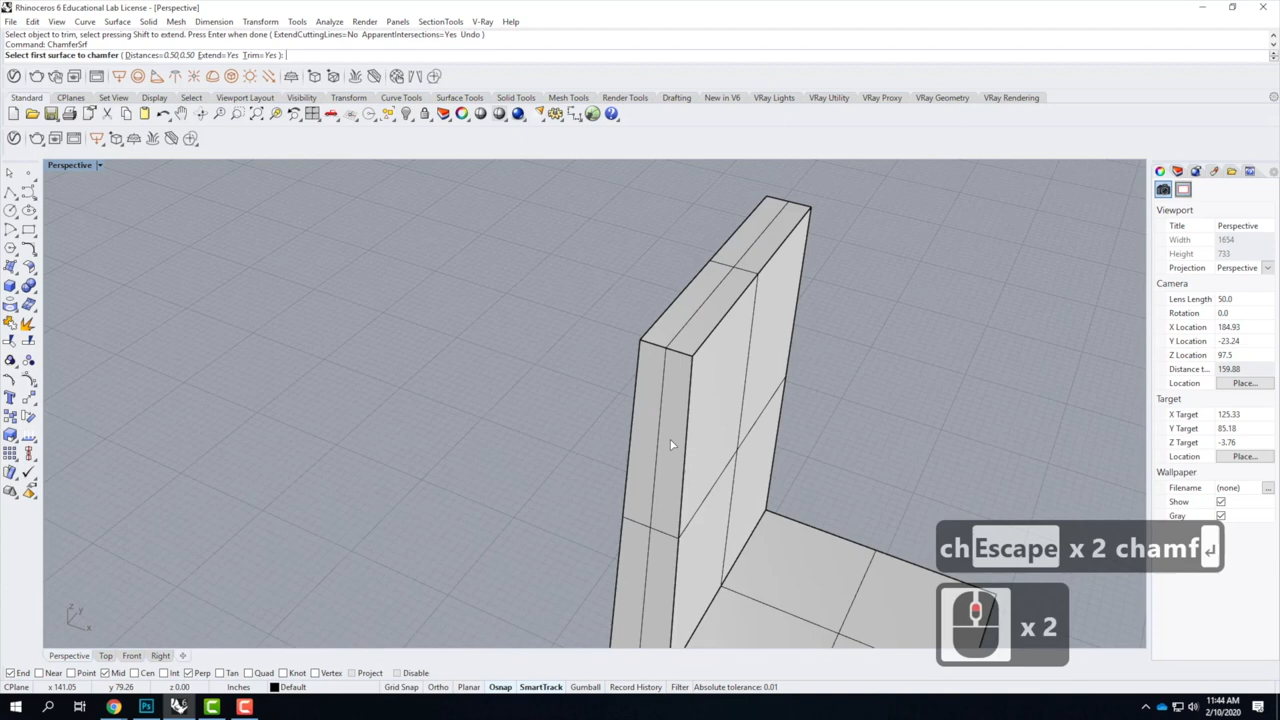 Rhinoceros 6 Educational Lab License - [Perspective]
File Edit View Curve Surface Solid Mesh Dimension Transform Tools Analyze Render Panels SectionTools V-Ray Help
Select object to trim, select pressing Shift to extend. Press Enter when done ( ExtendCuttingLines=No ApparentIntersections=Yes Undo )
Command: ChamferSrf
Select first surface to chamfer ( Distances=0.50,0.50 Extend=Yes Trim=Yes ):
Standard CPlanes Set View Display Select Viewport Layout Visibility Transform Curve Tools Surface Tools Solid Tools Mesh Tools Render Tools Drafting New in V6 VRay Lights VRay Utility VRay Proxy VRay Geometry VRay Rendering
Perspective
Viewport
Title Perspective
Width 1654
Height 733
Projection Perspective
Camera
Lens Length 50.0
Rotation 0.0
X Location 184.93
Y Location -23.24
Z Location 97.5
Distance t... 159.88
Location Place...
Target
X Target 125.33
Y Target 85.18
Z Target -3.76
Location Place...
Wallpaper
Filename (none) ...
Show
Gray
chEscape x 2 chamf
x 2
z y
x
Perspective Top Front Right
End Near Point Mid Cen Int Perp Tan Quad Knot Vertex Project Disable
CPlane x 141.05 y 79.26 z 0.00 Inches Default Grid Snap Ortho Planar Osnap SmartTrack Gumball Record History Filter Absolute tolerance: 0.01
11:44 AM
2/10/2020